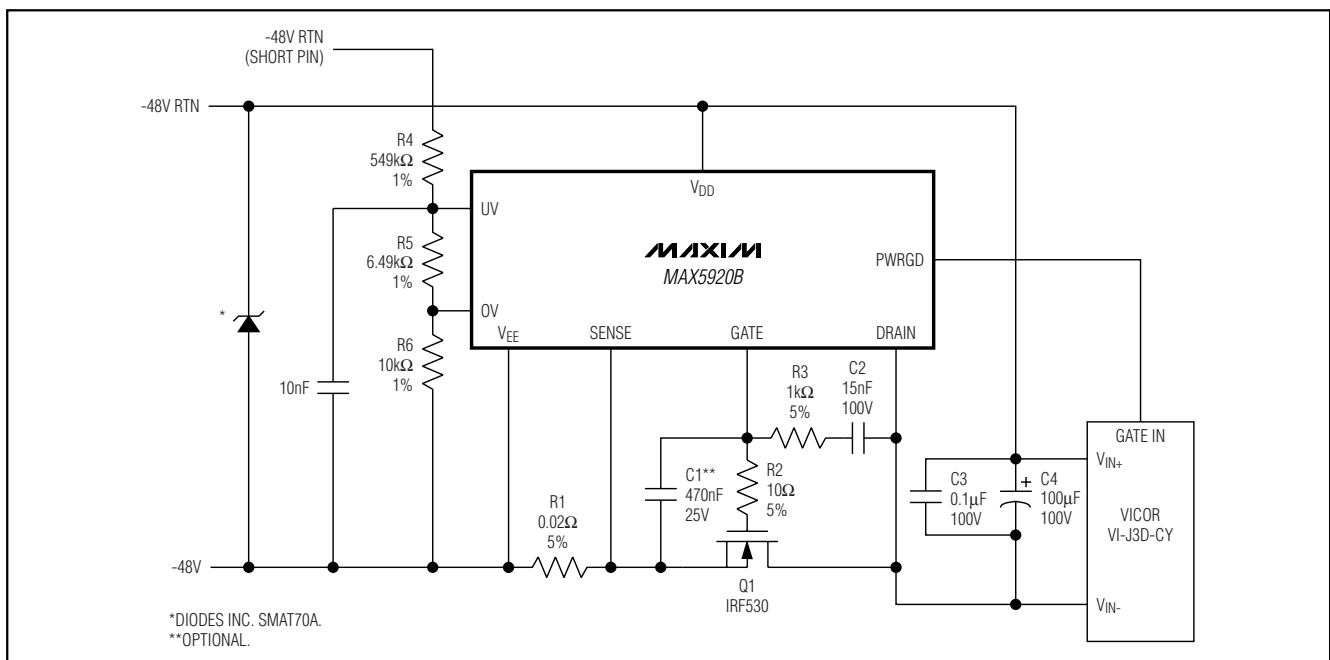 -48V RTN
(SHORT PIN)
-48V RTN
R4
549kΩ
1%
VDD
UV
R5
6.49kΩ
1%
MAXIM
MAX5920B
PWRGD
*
OV
VEE
SENSE
GATE
DRAIN
R6
10kΩ
1%
10nF
R3
1kΩ
5%
C2
15nF
100V
GATE IN
VIN+
C1**
470nF
25V
R2
10Ω
5%
C3
0.1μF
100V
+
C4
100μF
100V
VICOR
VI-J3D-CY
R1
0.02Ω
5%
-48V
Q1
IRF530
VIN-
*DIODES INC. SMAT70A.
**OPTIONAL.